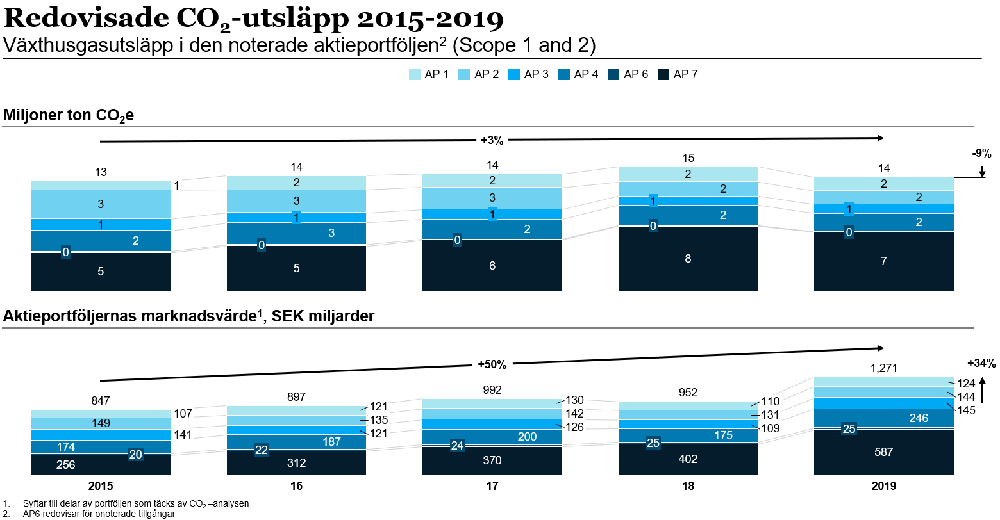 Redovisade CO₂-utsläpp 2015-2019
Växthusgasutsläpp i den noterade aktieportföljen² (Scope 1 and 2)
AP 1 AP 2 AP 3 AP 4 AP 6 AP 7
Miljoner ton CO₂e
+3%
-9%
13 14 14 15 14
1 2 2 2 2
3 3 3 2 2
1 1 1 1 1
2 3 2 2 2
0 0 0 0 0
5 5 6 8 7
Aktieportföljernas marknadsvärde¹, SEK miljarder
+50%
+34%
847 897 992 952 1,271
107 121 130 110 124
149 135 142 131 144
141 121 126 109 145
174 187 200 175 246
20 22 24 25 25
256 312 370 402 587
2015 16 17 18 2019
1. Syftar till delar av portföljen som täcks av CO₂ –analysen
2. AP6 redovisar för onoterade tillgångar